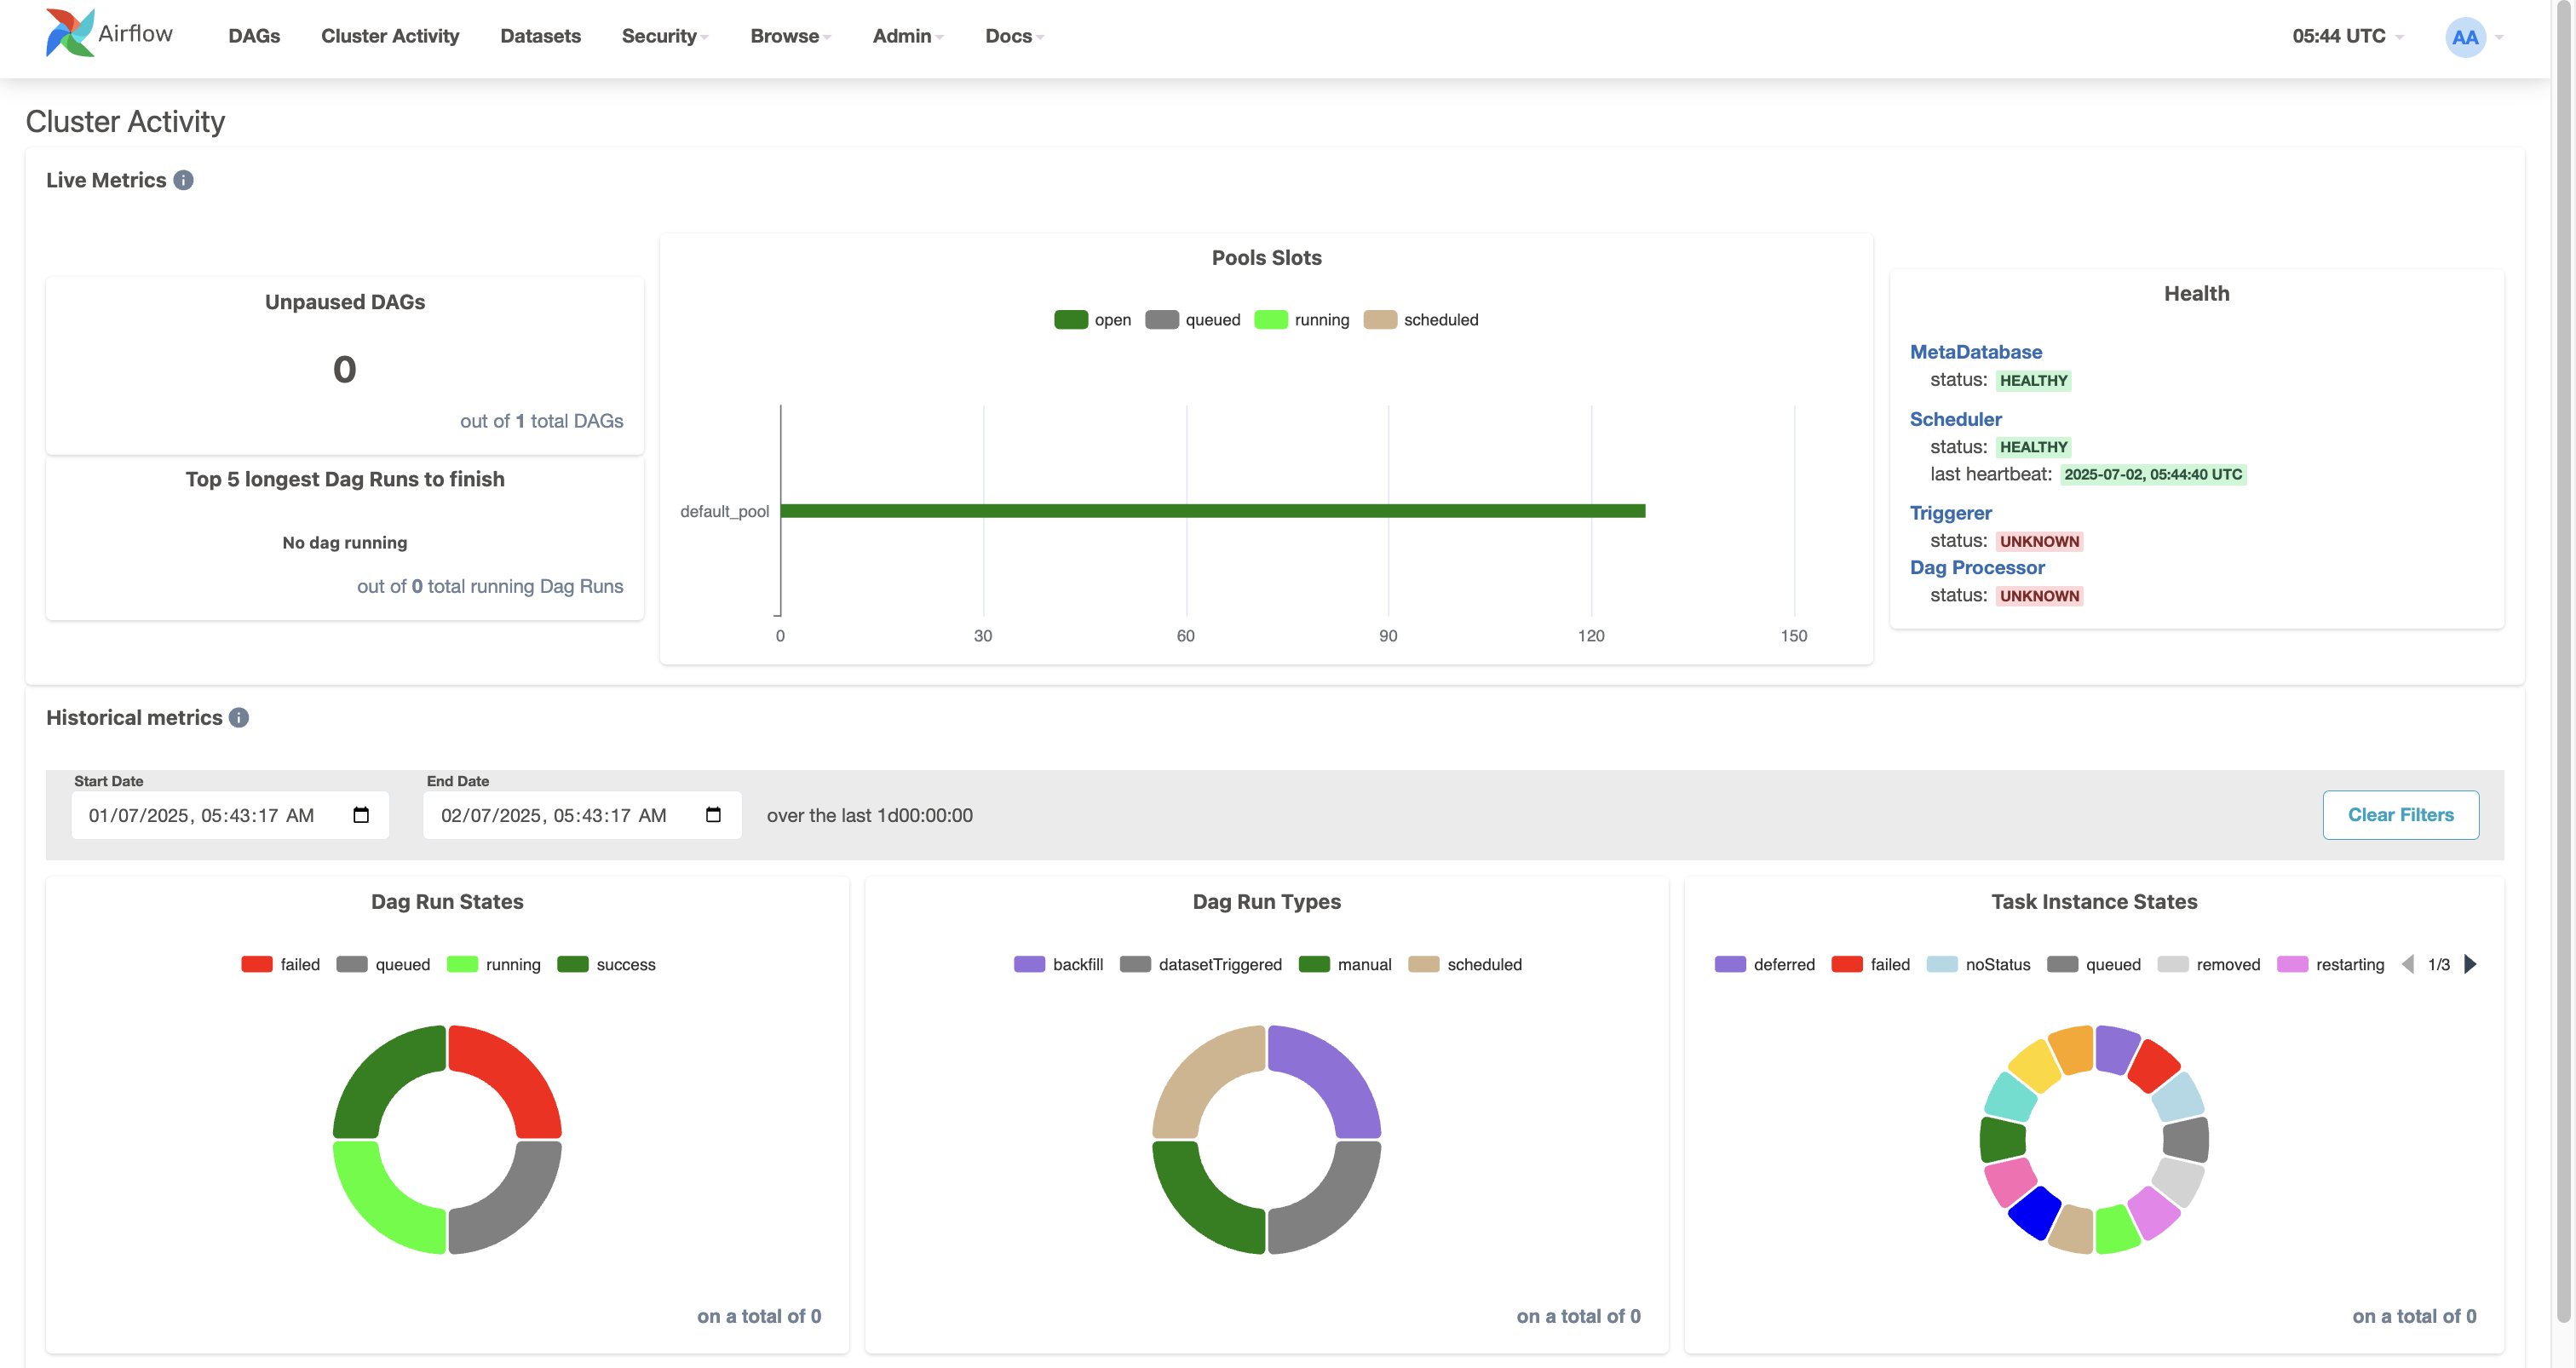 Airflow DAGs Cluster Activity Datasets Security Browse Admin Docs 05:44 UTC AA
Cluster Activity
Live Metrics i
Unpaused DAGs
0
out of 1 total DAGs
Top 5 longest Dag Runs to finish
No dag running
out of 0 total running Dag Runs
Pools Slots
open queued running scheduled
default_pool
0 30 60 90 120 150
Health
MetaDatabase
status: HEALTHY
Scheduler
status: HEALTHY
last heartbeat: 2025-07-02, 05:44:40 UTC
Triggerer
status: UNKNOWN
Dag Processor
status: UNKNOWN
Historical metrics i
Start Date End Date
01/07/2025, 05:43:17 AM 02/07/2025, 05:43:17 AM over the last 1d00:00:00 Clear Filters
Dag Run States
failed queued running success
on a total of 0
Dag Run Types
backfill datasetTriggered manual scheduled
on a total of 0
Task Instance States
deferred failed noStatus queued removed restarting 1/3
on a total of 0